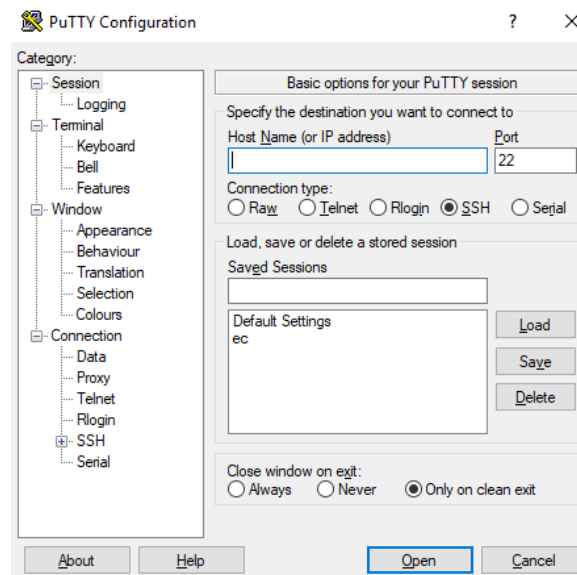 PuTTY Configuration
?
Category:
Session
Logging
Terminal
Keyboard
Bell
Features
Window
Appearance
Behaviour
Translation
Selection
Colours
Connection
Data
Proxy
Telnet
Rlogin
SSH
Serial
Basic options for your PuTTY session
Specify the destination you want to connect to
Host Name (or IP address) Port
22
Connection type:
Raw Telnet Rlogin SSH Serial
Load, save or delete a stored session
Saved Sessions
Default Settings
ec
Load
Save
Delete
Close window on exit:
Always Never Only on clean exit
About Help Open Cancel